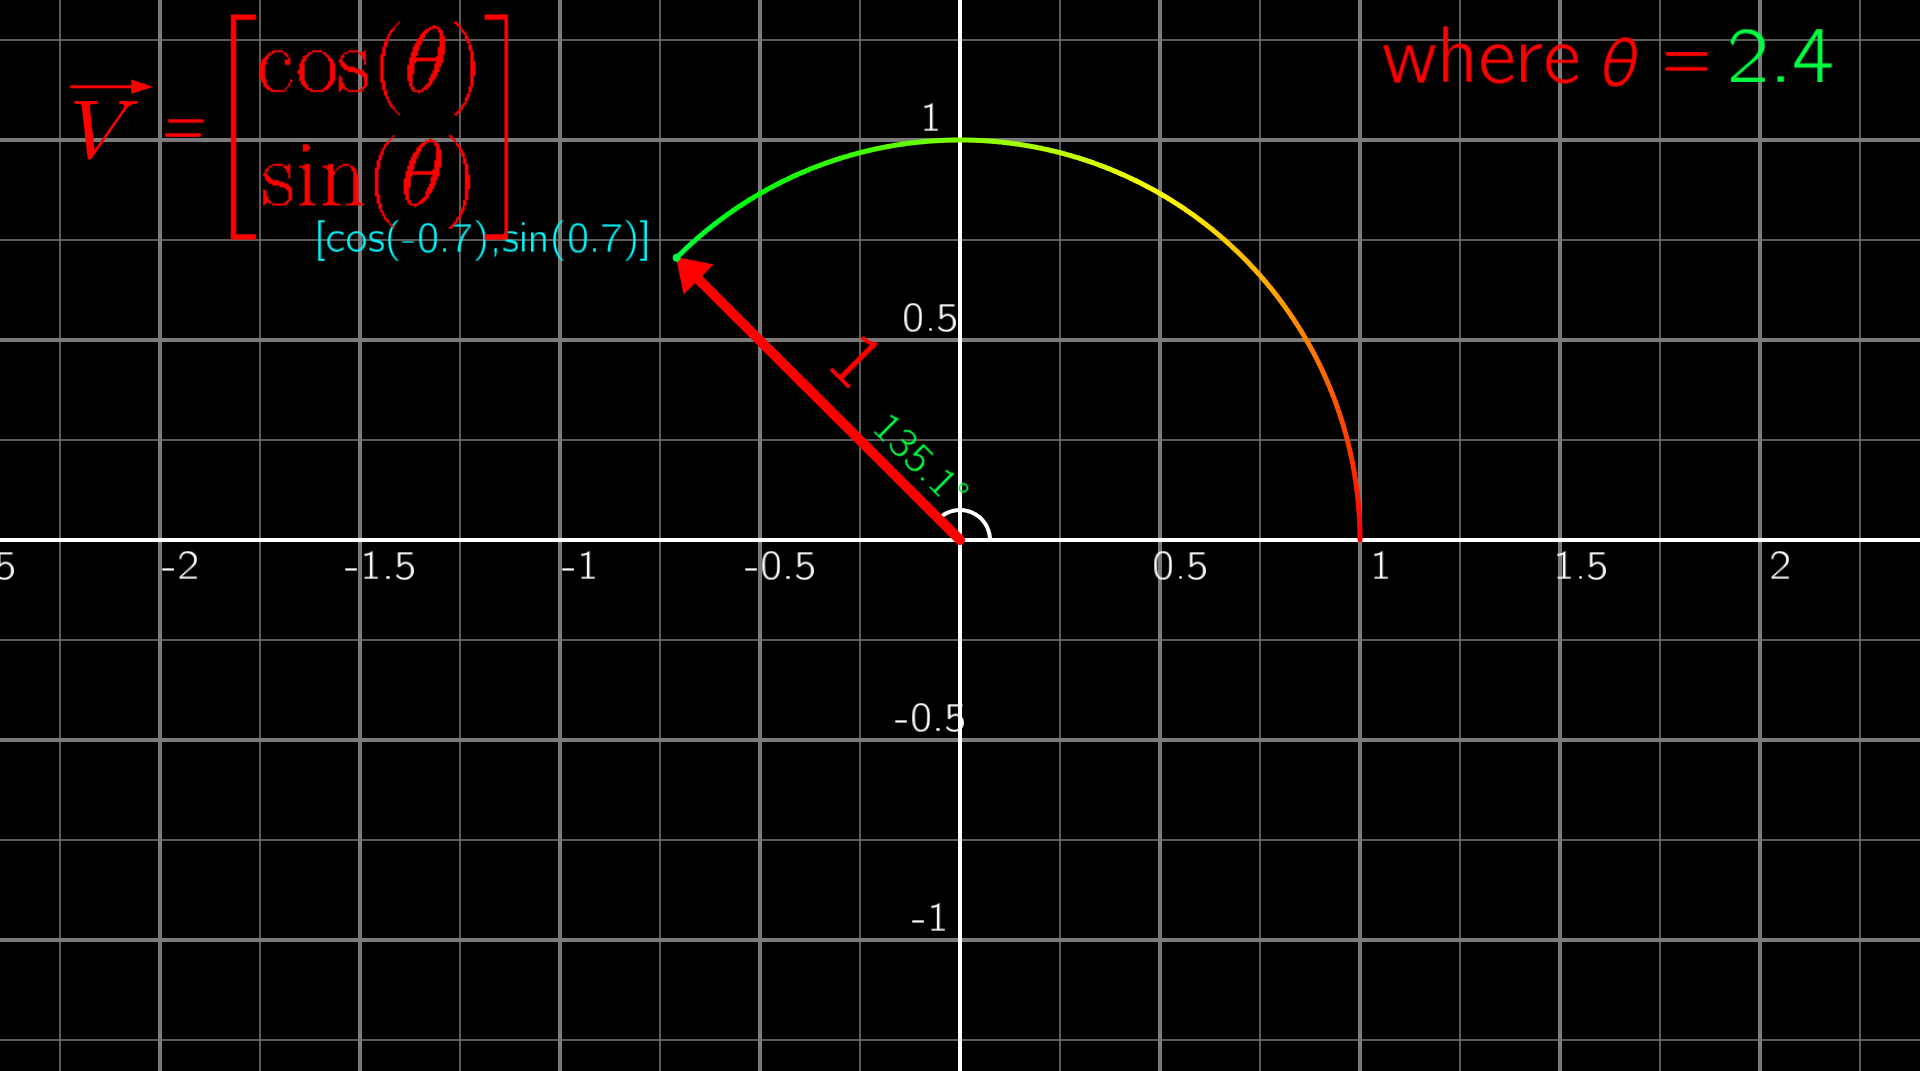 V = [cos(θ)
sin(θ)]
where θ = 2.4
[cos(-0.7),sin(0.7)]
1
0.5
1
135.1°
5 -2 -1.5 -1 -0.5 0.5 1 1.5 2
-0.5
-1